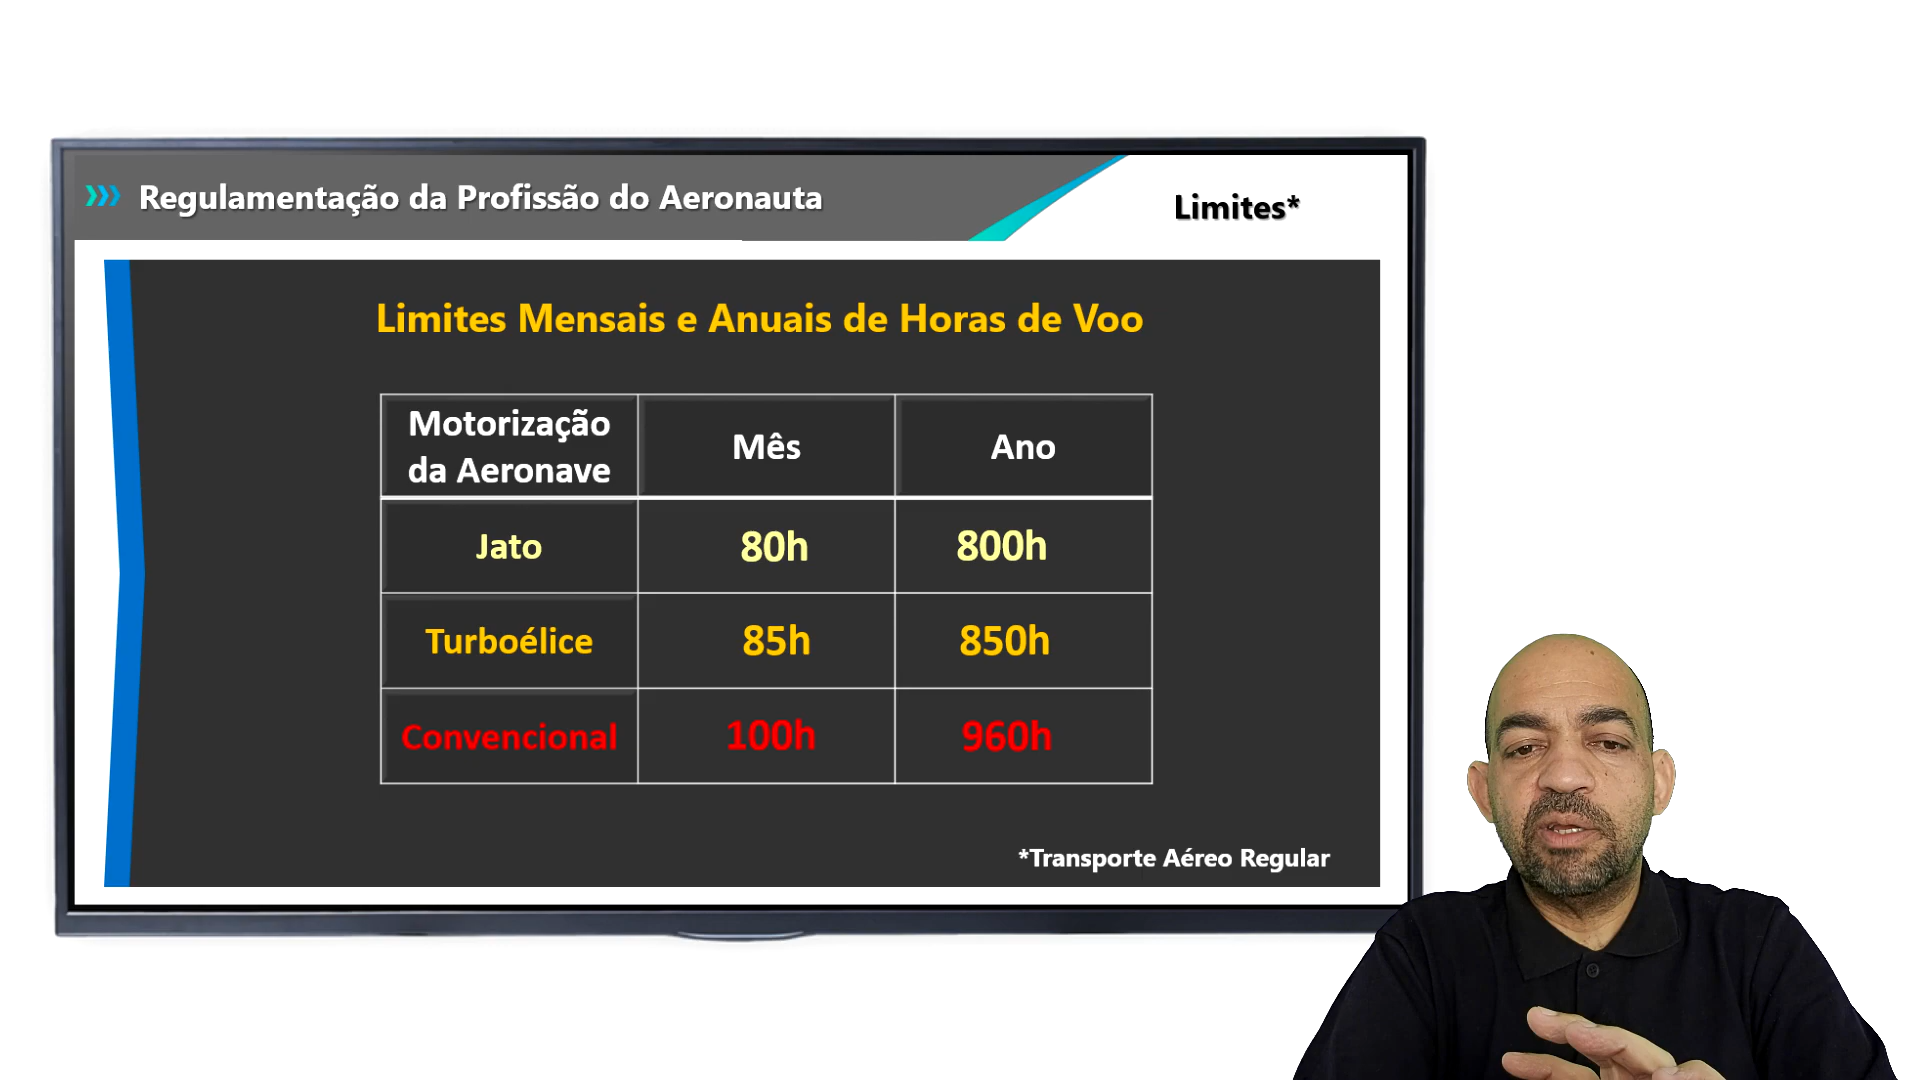 Regulamentação da Profissão do Aeronauta
Limites*
Limites Mensais e Anuais de Horas de Voo
Motorização da Aeronave Mês Ano
Jato 80h 800h
Turboélice 85h 850h
Convencional 100h 960h
*Transporte Aéreo Regular